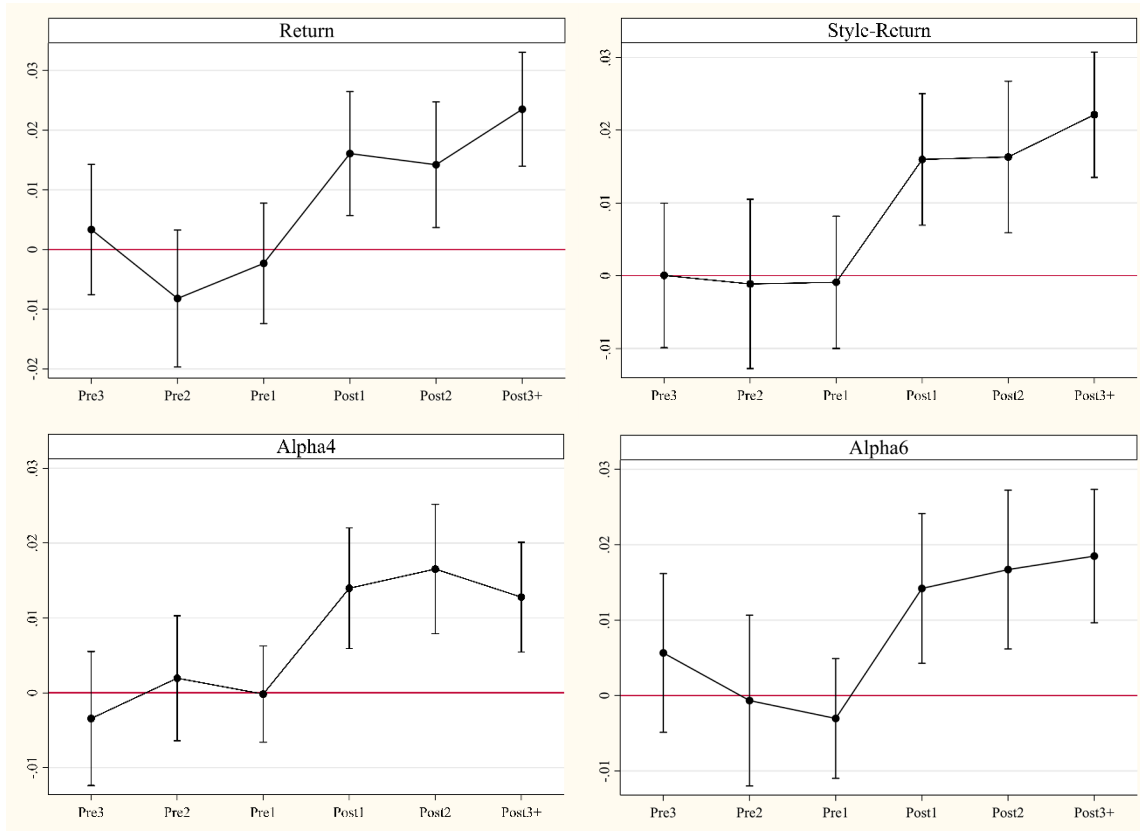 Return
.03
.02
.01
0
-.01
-.02
Pre3 Pre2 Pre1 Post1 Post2 Post3+
Style-Return
.03
.02
.01
0
-.01
Pre3 Pre2 Pre1 Post1 Post2 Post3+
Alpha4
.03
.02
.01
0
-.01
Pre3 Pre2 Pre1 Post1 Post2 Post3+
Alpha6
.03
.02
.01
0
-.01
Pre3 Pre2 Pre1 Post1 Post2 Post3+